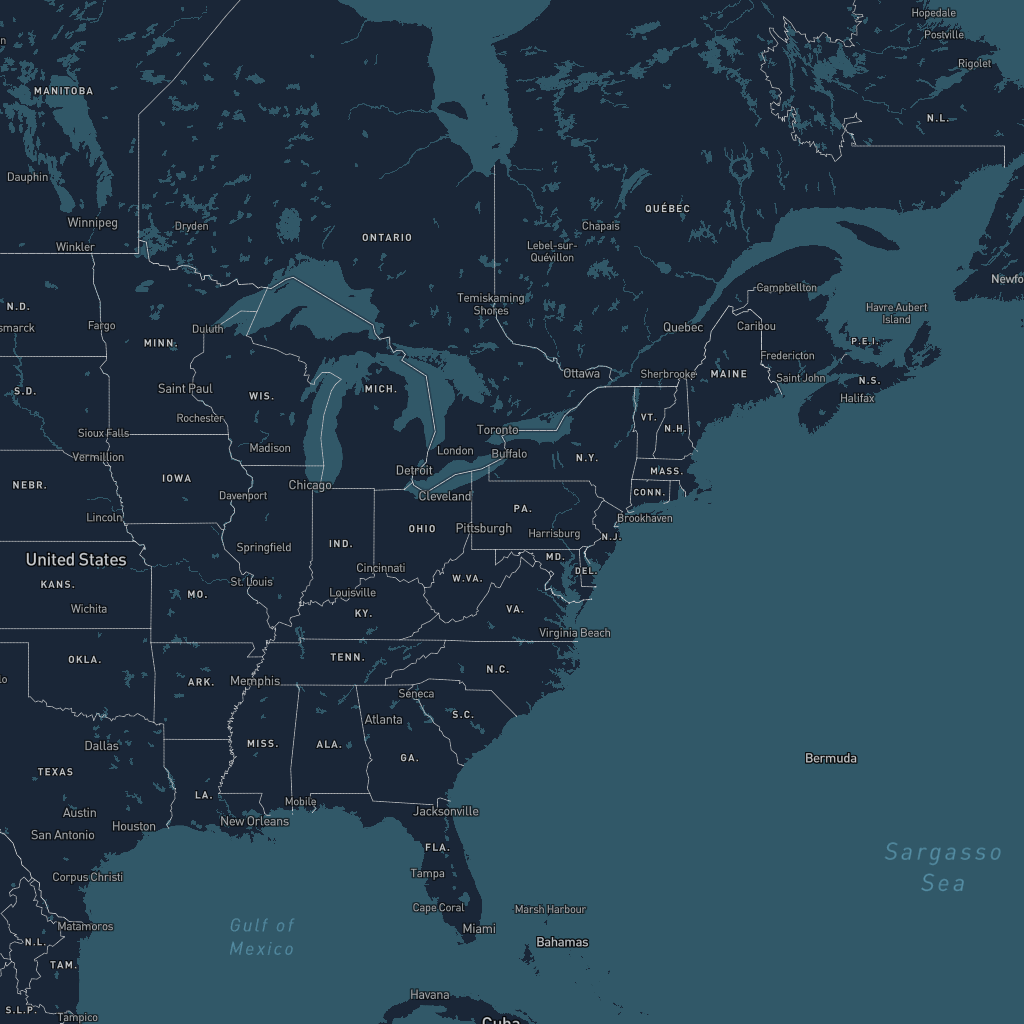 Hopedale
Postville
Rigolet
MANITOBA
N.L.
Dauphin
QUÉBEC
Winnipeg
Dryden
Chapais
ONTARIO
Winkler
Lebel-sur-
Quévillon
Newfo
Campbellton
Temiskaming
Shores
N.D.
Havre Aubert
Island
smarck
Fargo
Duluth
Quebec
Caribou
MINN.
P.E.I.
Fredericton
Ottawa
Sherbrooke
MAINE
Saint John
N.S.
S.D.
Saint Paul
WIS.
MICH.
Halifax
Rochester
VT.
N.H.
Sioux Falls
Toronto
Madison
London
Buffalo
Vermillion
N.Y.
Detroit
MASS.
IOWA
NEBR.
Chicago
CONN.
Davenport
Cleveland
PA.
Lincoln
Brookhaven
OHIO
Pittsburgh
Harrisburg
N.J.
Springfield
IND.
United States
MD.
DEL.
Cincinnati
KANS.
St. Louis
W.VA.
MO.
Louisville
Wichita
KY.
VA.
Virginia Beach
OKLA.
TENN.
N.C.
lo
ARK.
Memphis
Seneca
Atlanta
S.C.
Dallas
MISS.
ALA.
GA.
Bermuda
TEXAS
LA.
Mobile
Austin
Jacksonville
Houston
New Orleans
San Antonio
FLA.
Sargasso
Sea
Corpus Christi
Tampa
Cape Coral
Marsh Harbour
Gulf of
Mexico
Matamoros
Miami
N.L.
Bahamas
TAM.
Havana
S.L.P.
Tampico
Cuba